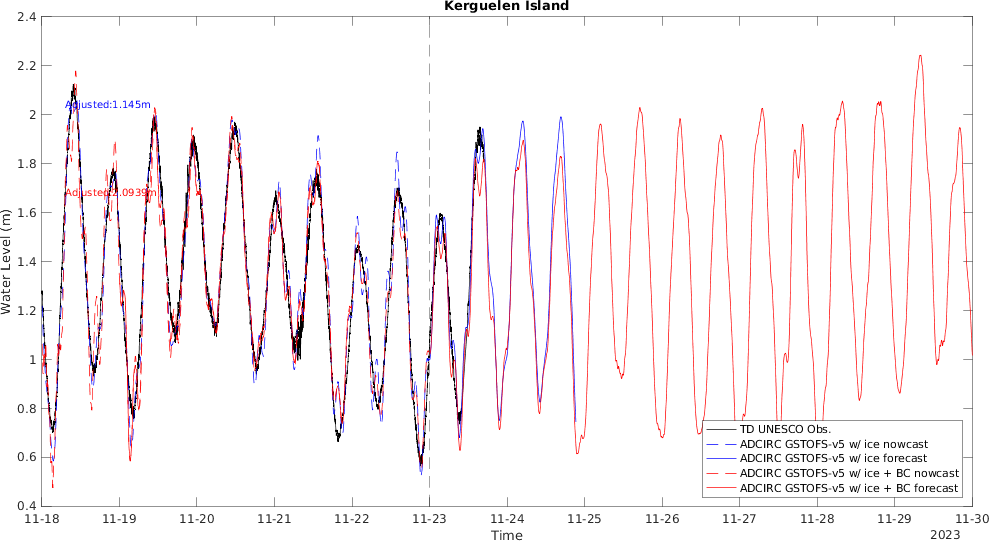 Kerguelen Island
2.4
2.2
2
1.8
1.6
1.4
1.2
1
0.8
0.6
0.4
Water Level (m)
Adjusted:1.145m
Adjusted:2.0939m
TD UNESCO Obs.
ADCIRC GSTOFS-v5 w/ ice nowcast
ADCIRC GSTOFS-v5 w/ ice forecast
ADCIRC GSTOFS-v5 w/ ice + BC nowcast
ADCIRC GSTOFS-v5 w/ ice + BC forecast
11-18 11-19 11-20 11-21 11-22 11-23 11-24 11-25 11-26 11-27 11-28 11-29 11-30
Time
2023